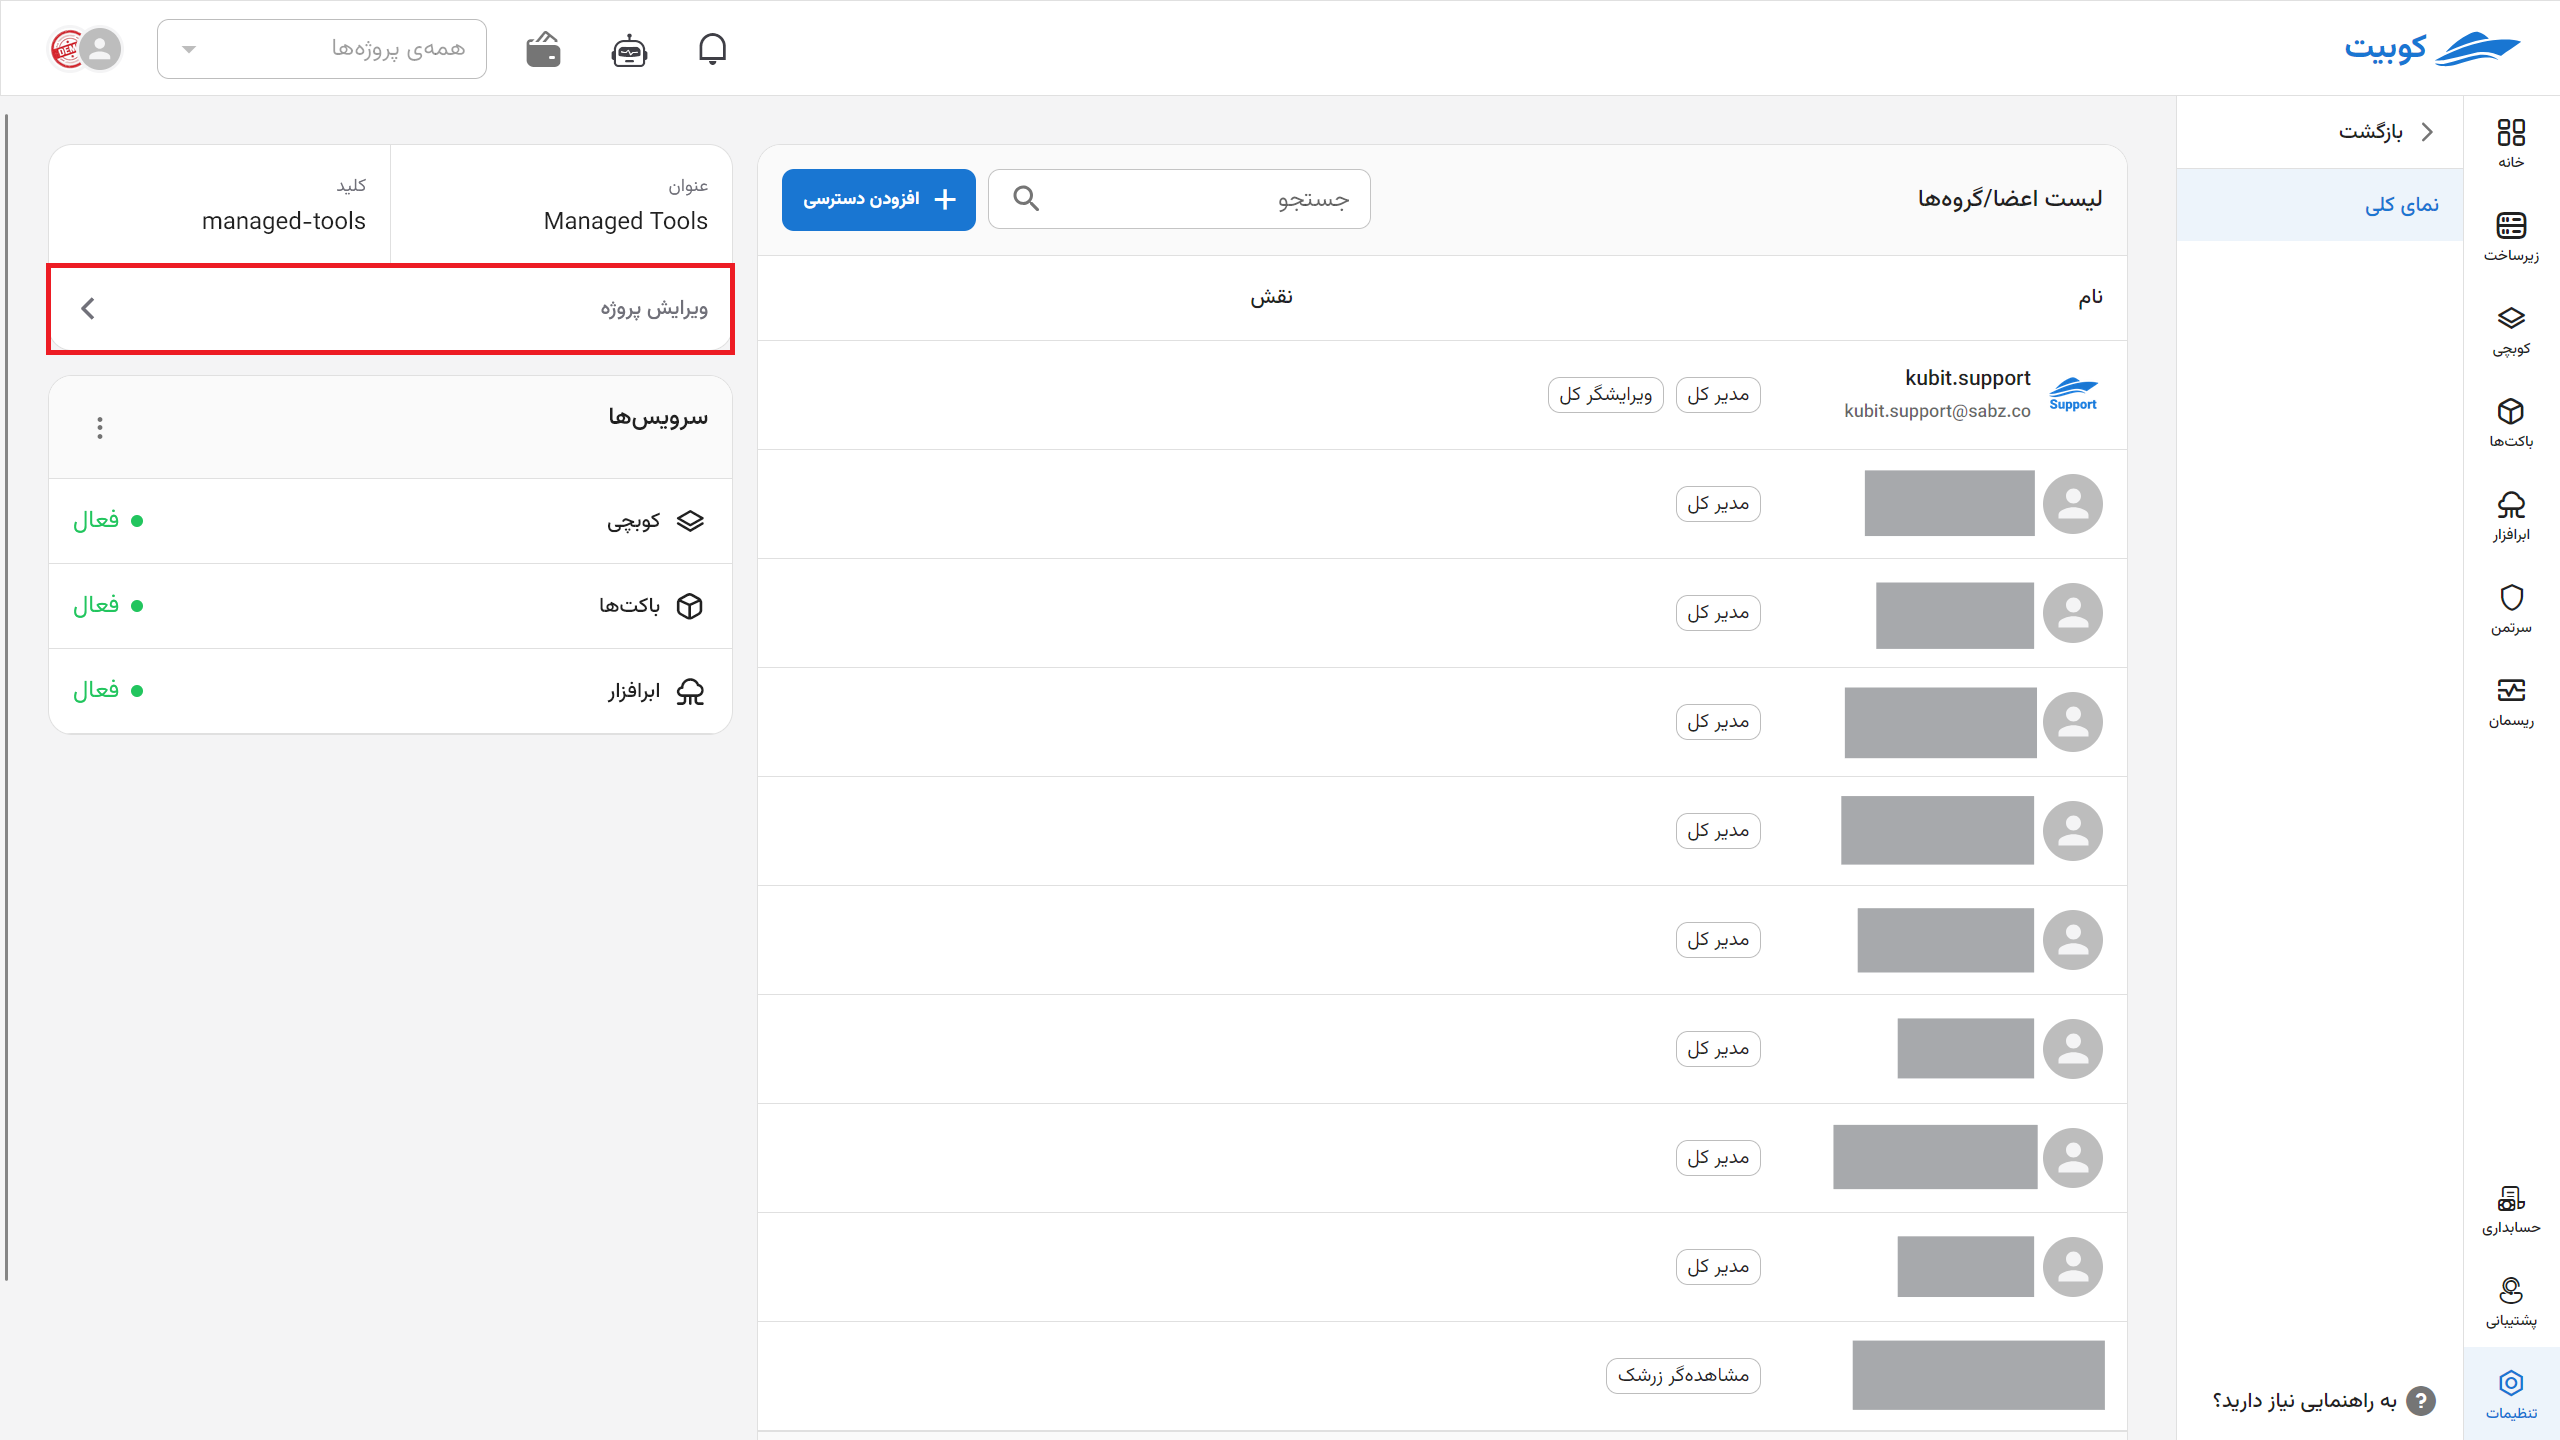 کوبیت
همه‌ی پروژه‌ها
DEM
خانه
زیرساخت
کوبچی
باکت‌ها
ابرافزار
سرتمن
ریسمان
حسابداری
پشتیبانی
تنظیمات
بازگشت
نمای کلی
به راهنمایی نیاز دارید؟
لیست اعضا/گروه‌ها
جستجو
افزودن دسترسی
نام
نقش
Support
kubit.support
kubit.support@sabz.co
مدیر کل
ویرایشگر کل
مدیر کل
مدیر کل
مدیر کل
مدیر کل
مدیر کل
مدیر کل
مدیر کل
مدیر کل
مشاهده‌گر زرشک
عنوان
Managed Tools
کلید
managed-tools
ویرایش پروژه
سرویس‌ها
کوبچی
فعال
باکت‌ها
فعال
ابرافزار
فعال